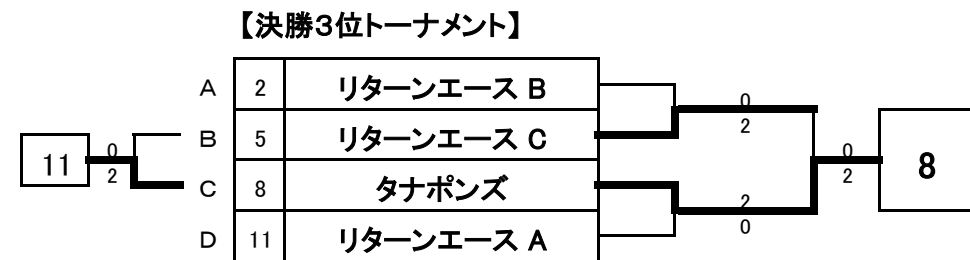 【決勝3位トーナメント】
A 2 リターンエース B 0
B 5 リターンエース C 2
11 0 2 0 2 8
C 8 タナポンズ 2
D 11 リターンエース A 0